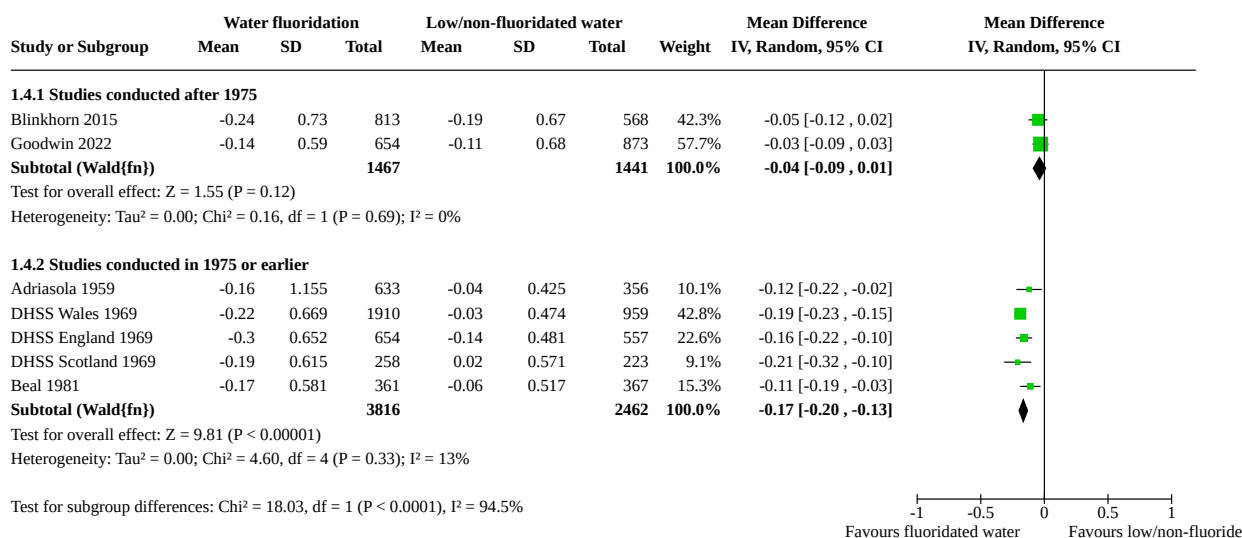 Water fluoridation Low/non-fluoridated water Mean Difference Mean Difference
Study or Subgroup Mean SD Total Mean SD Total Weight IV, Random, 95% CI IV, Random, 95% CI
1.4.1 Studies conducted after 1975
Blinkhorn 2015 -0.24 0.73 813 -0.19 0.67 568 42.3% -0.05 [-0.12 , 0.02]
Goodwin 2022 -0.14 0.59 654 -0.11 0.68 873 57.7% -0.03 [-0.09 , 0.03]
Subtotal (Wald{fn}) 1467 1441 100.0% -0.04 [-0.09 , 0.01]
Test for overall effect: Z = 1.55 (P = 0.12)
Heterogeneity: Tau² = 0.00; Chi² = 0.16, df = 1 (P = 0.69); I² = 0%
1.4.2 Studies conducted in 1975 or earlier
Adriasola 1959 -0.16 1.155 633 -0.04 0.425 356 10.1% -0.12 [-0.22 , -0.02]
DHSS Wales 1969 -0.22 0.669 1910 -0.03 0.474 959 42.8% -0.19 [-0.23 , -0.15]
DHSS England 1969 -0.3 0.652 654 -0.14 0.481 557 22.6% -0.16 [-0.22 , -0.10]
DHSS Scotland 1969 -0.19 0.615 258 0.02 0.571 223 9.1% -0.21 [-0.32 , -0.10]
Beal 1981 -0.17 0.581 361 -0.06 0.517 367 15.3% -0.11 [-0.19 , -0.03]
Subtotal (Wald{fn}) 3816 2462 100.0% -0.17 [-0.20 , -0.13]
Test for overall effect: Z = 9.81 (P < 0.00001)
Heterogeneity: Tau² = 0.00; Chi² = 4.60, df = 4 (P = 0.33); I² = 13%
Test for subgroup differences: Chi² = 18.03, df = 1 (P < 0.0001), I² = 94.5%
-1 -0.5 0 0.5 1
Favours fluoridated water Favours low/non-fluoride